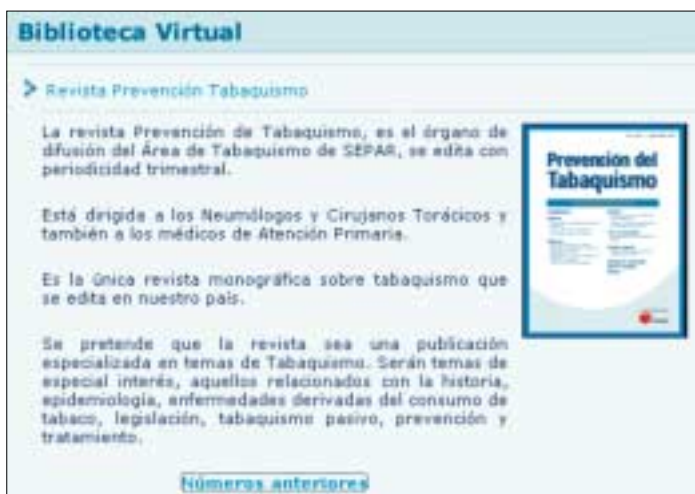 Biblioteca Virtual
Revista Prevención Tabaquismo
La revista Prevención de Tabaquismo, es el órgano de
difusión del Área de Tabaquismo de SEPAR, se edita con
periodicidad trimestral.
Está dirigida a los Neumólogos y Cirujanos Torácicos y
también a los médicos de Atención Primaria.
Es la única revista monográfica sobre tabaquismo que
se edita en nuestro país.
Se pretende que la revista sea una publicación
especializada en temas de Tabaquismo. Serán temas de
especial interés, aquellos relacionados con la historia,
epidemiología, enfermedades derivadas del consumo de
tabaco, legislación, tabaquismo pasivo, prevención y
tratamiento.
Números anteriores
Prevención del
Tabaquismo